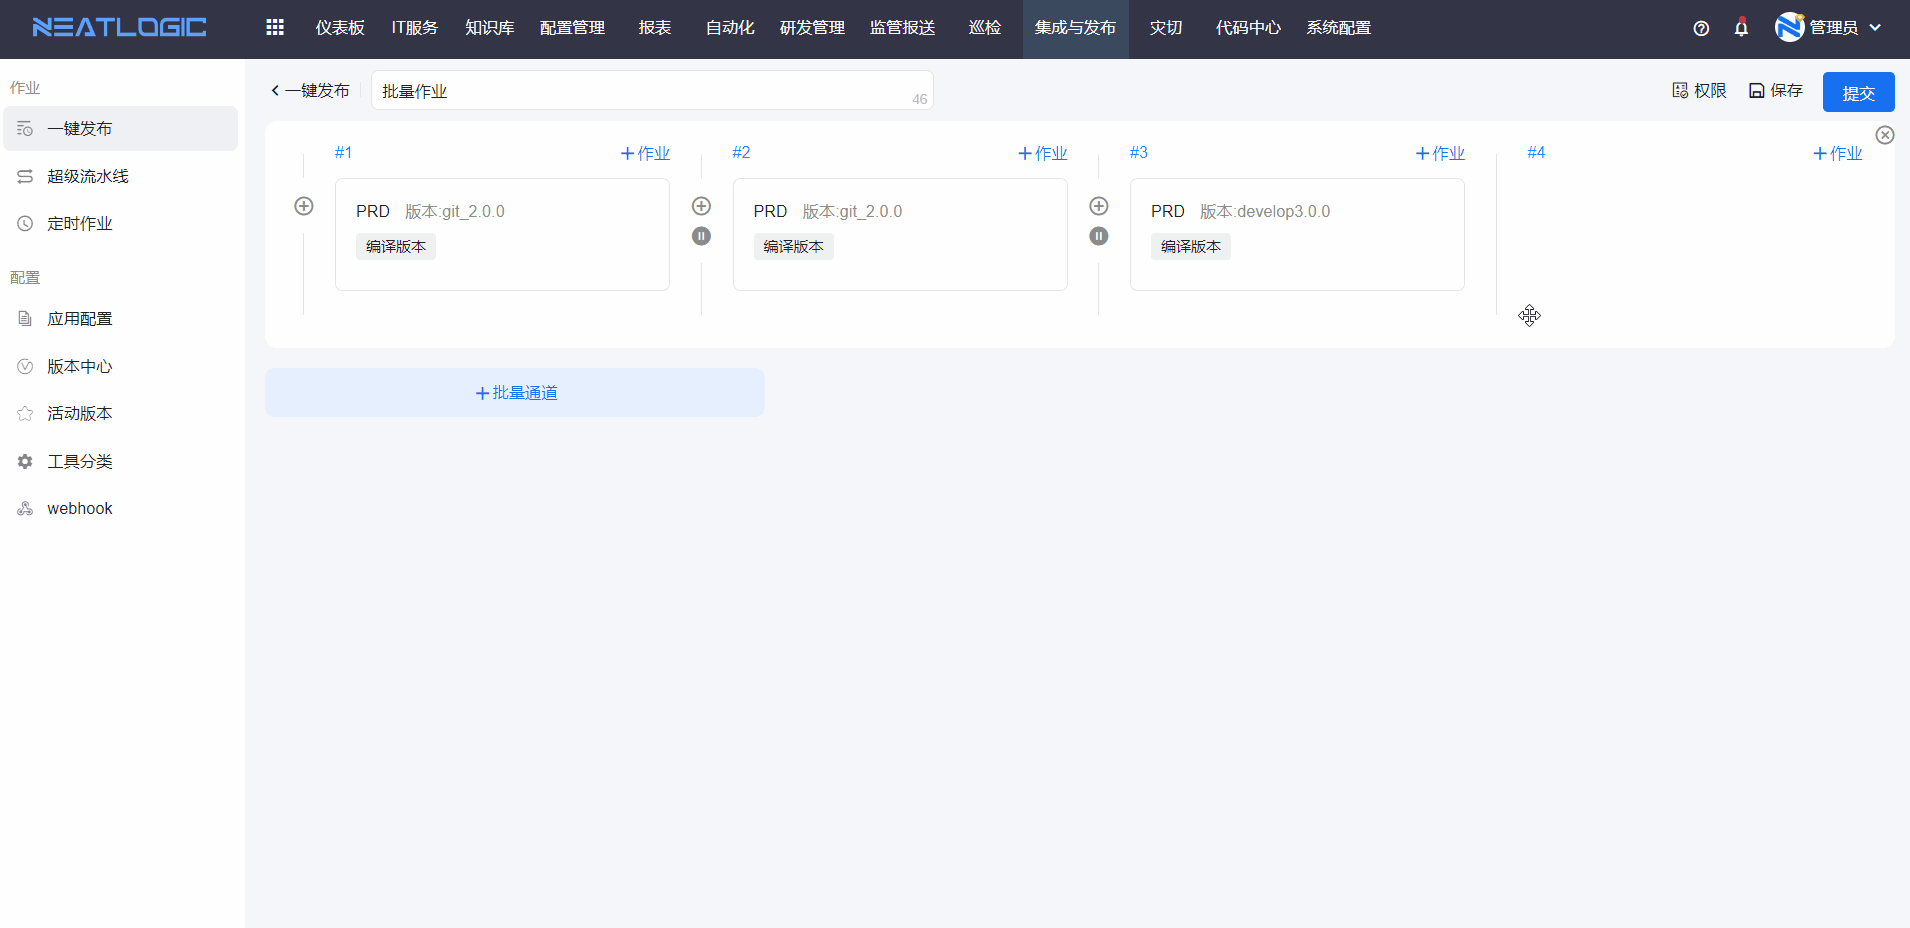 NEATLOGIC
仪表板 IT服务 知识库 配置管理 报表 自动化 研发管理 监管报送 巡检 集成与发布 灾切 代码中心 系统配置
管理员
作业
一键发布
超级流水线
定时作业
配置
应用配置
版本中心
活动版本
工具分类
webhook
一键发布
批量作业
46
权限
保存
提交
#1 +作业
PRD 版本:git_2.0.0
编译版本
#2 +作业
PRD 版本:git_2.0.0
编译版本
#3 +作业
PRD 版本:develop3.0.0
编译版本
#4 +作业
+批量通道